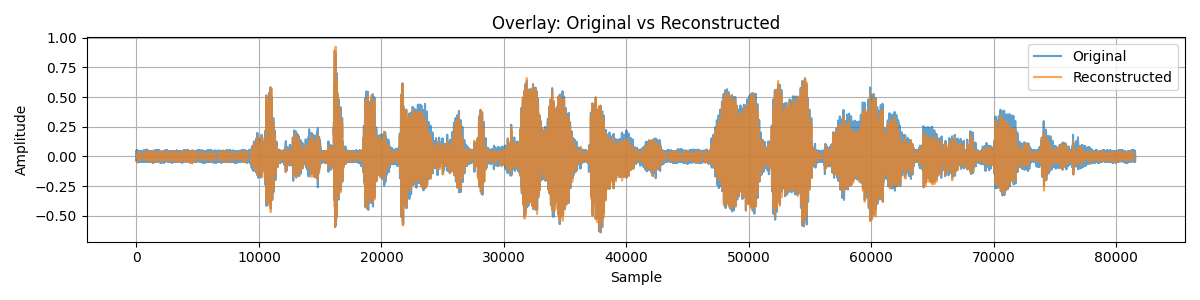 Overlay: Original vs Reconstructed
1.00
0.75
0.50
0.25
0.00
−0.25
−0.50
Amplitude
Original
Reconstructed
0 10000 20000 30000 40000 50000 60000 70000 80000
Sample